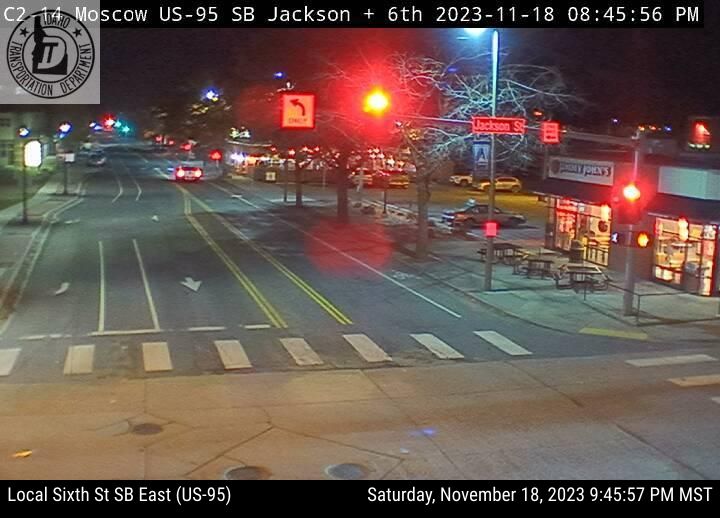 C2 14 Moscow US-95 SB Jackson + 6th 2023-11-18 08:45:56 PM
IDAHO
TRANSPORTATION DEPARTMENT
ONLY
Jackson St
JIMMY JOHN'S
Local Sixth St SB East (US-95)
Saturday, November 18, 2023 9:45:57 PM MST